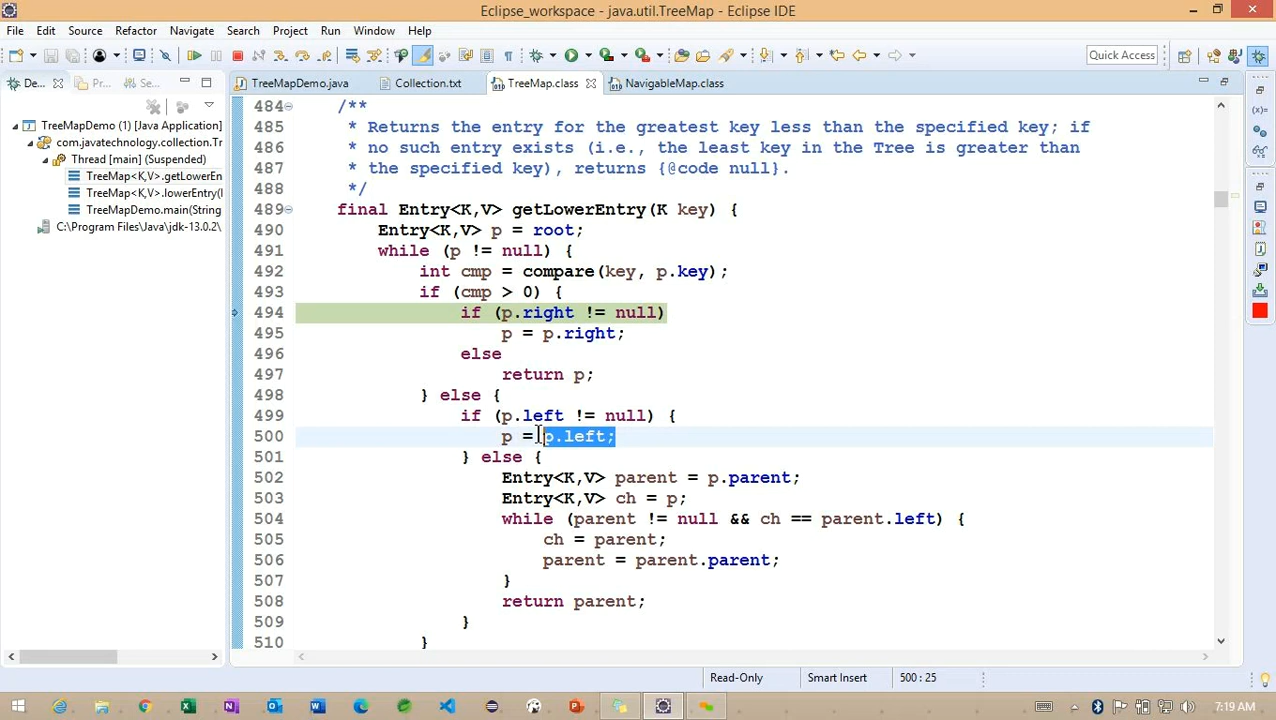 Eclipse_workspace - java.util.TreeMap - Eclipse IDE
File Edit Source Refactor Navigate Search Project Run Window Help
Quick Access
De... Pr... Se...
TreeMapDemo.java Collection.txt TreeMap.class NavigableMap.class
TreeMapDemo (1) [Java Application]
com.javatechnology.collection.Tr
Thread [main] (Suspended)
TreeMap<K,V>.getLowerEn
TreeMap<K,V>.lowerEntry(
TreeMapDemo.main(String
C:\Program Files\Java\jdk-13.0.2\
484 /**
485 * Returns the entry for the greatest key less than the specified key; if
486 * no such entry exists (i.e., the least key in the Tree is greater than
487 * the specified key), returns {@code null}.
488 */
489 final Entry<K,V> getLowerEntry(K key) {
490 Entry<K,V> p = root;
491 while (p != null) {
492 int cmp = compare(key, p.key);
493 if (cmp > 0) {
494 if (p.right != null)
495 p = p.right;
496 else
497 return p;
498 } else {
499 if (p.left != null) {
500 p = p.left;
501 } else {
502 Entry<K,V> parent = p.parent;
503 Entry<K,V> ch = p;
504 while (parent != null && ch == parent.left) {
505 ch = parent;
506 parent = parent.parent;
507 }
508 return parent;
509 }
510 }
Read-Only Smart Insert 500 : 25
7:19 AM